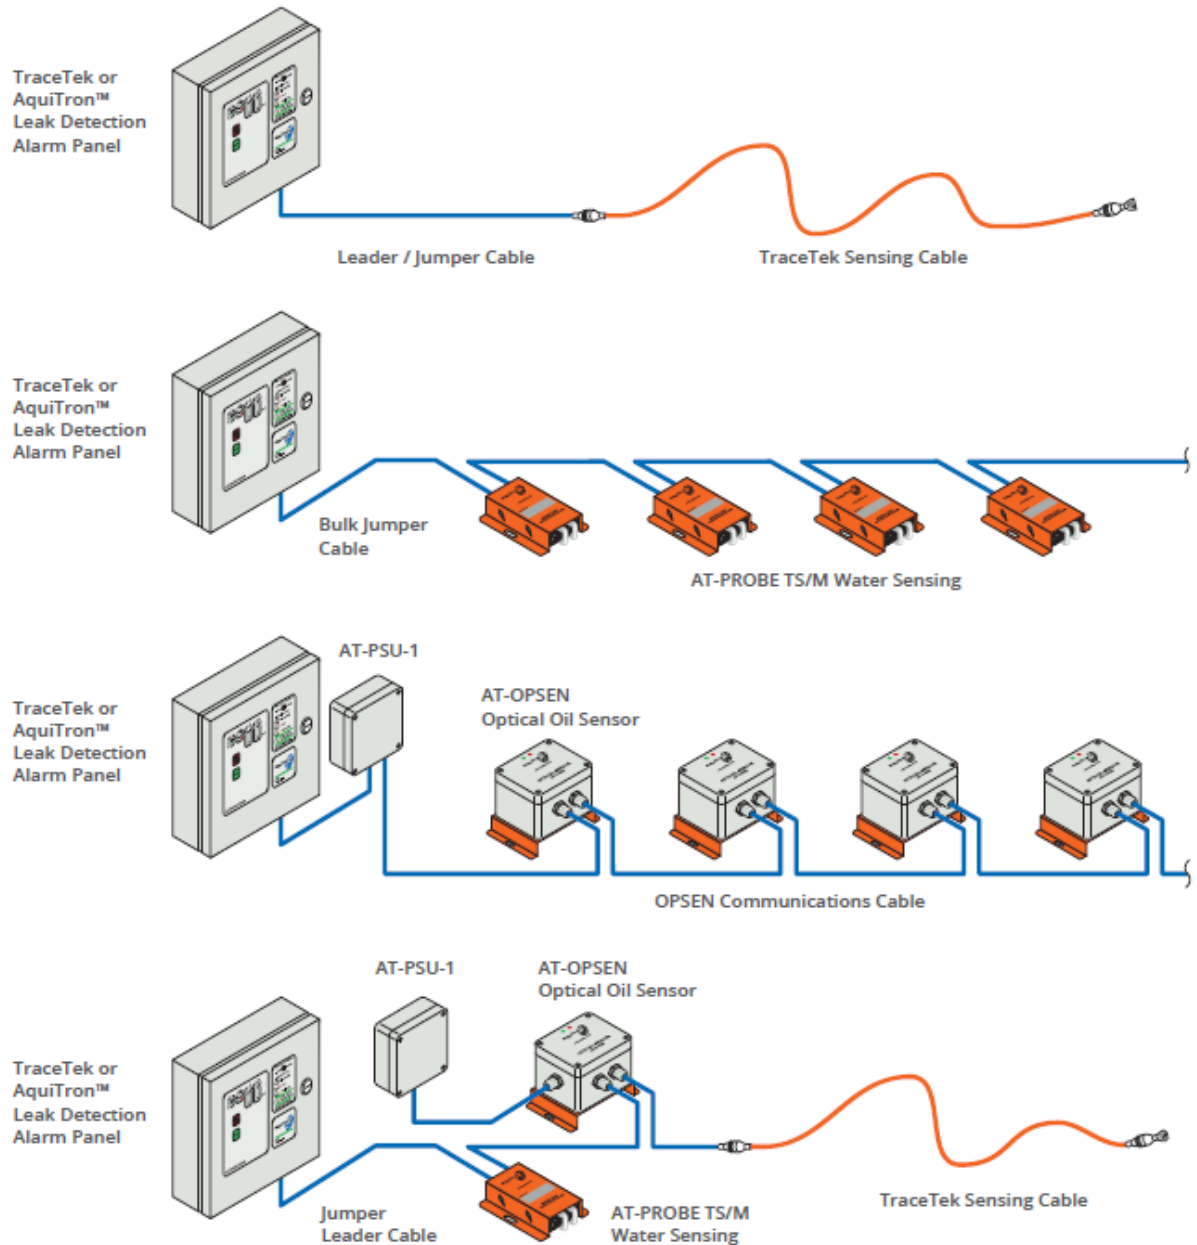 TraceTek or
AquiTron™
Leak Detection
Alarm Panel
Leader / Jumper Cable
TraceTek Sensing Cable
TraceTek or
AquiTron™
Leak Detection
Alarm Panel
Bulk Jumper
Cable
AT-PROBE TS/M Water Sensing
AT-PSU-1
TraceTek or
AquiTron™
Leak Detection
Alarm Panel
AT-OPSEN
Optical Oil Sensor
OPSEN Communications Cable
AT-PSU-1
AT-OPSEN
Optical Oil Sensor
TraceTek or
AquiTron™
Leak Detection
Alarm Panel
Jumper
Leader Cable
AT-PROBE TS/M
Water Sensing
TraceTek Sensing Cable